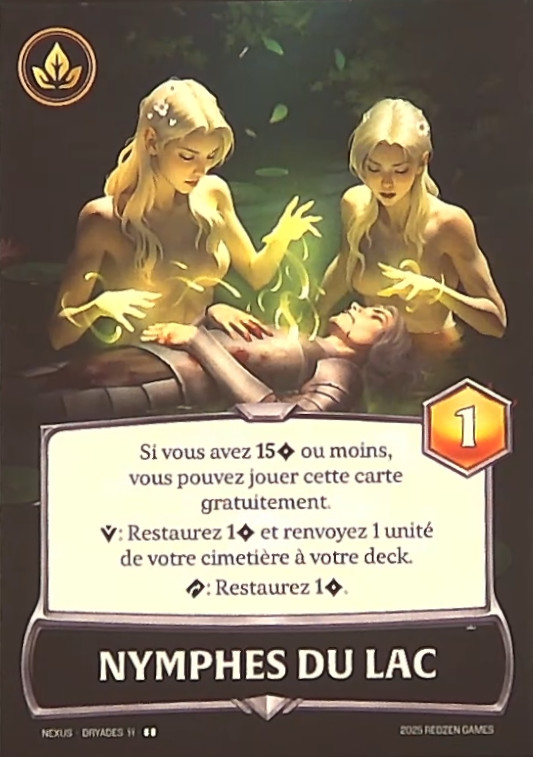 1
Si vous avez 15 ou moins,
vous pouvez jouer cette carte
gratuitement.
: Restaurez 1 et renvoyez 1 unité
de votre cimetière à votre deck.
: Restaurez 1.
NYMPHES DU LAC
NEXUS · DRYADES 11
2025 REDZEN GAMES